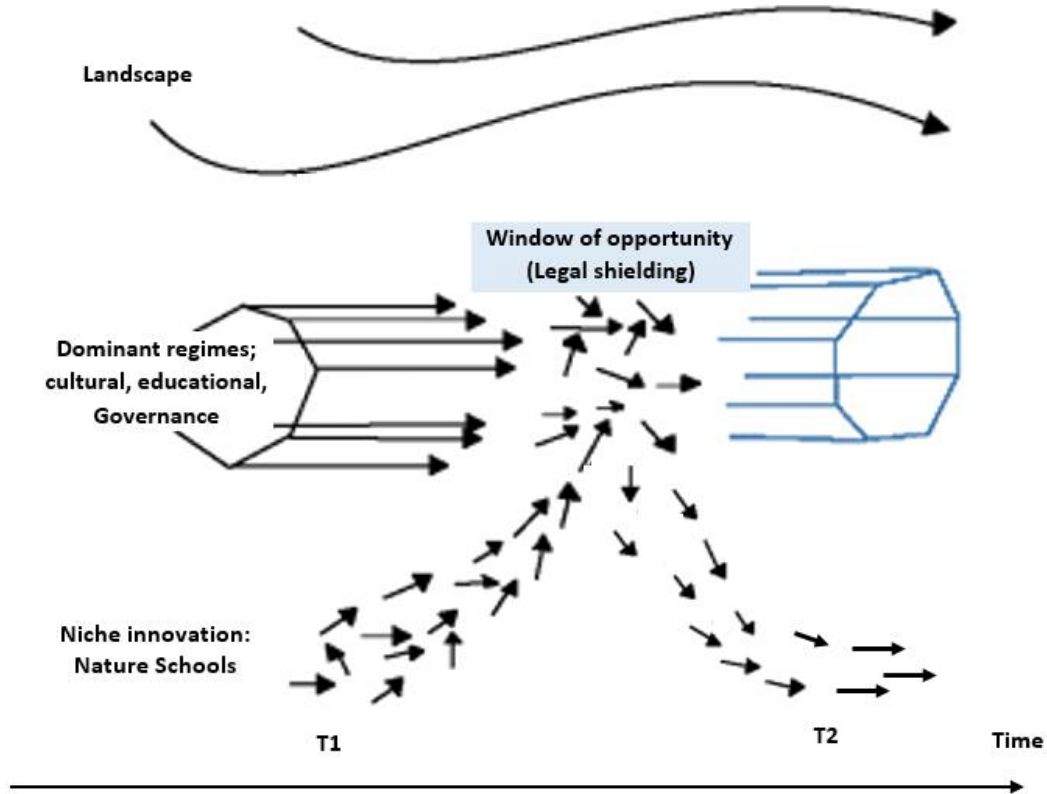 Landscape
Window of opportunity
(Legal shielding)
Dominant regimes;
cultural, educational,
Governance
Niche innovation:
Nature Schools
T1
T2
Time